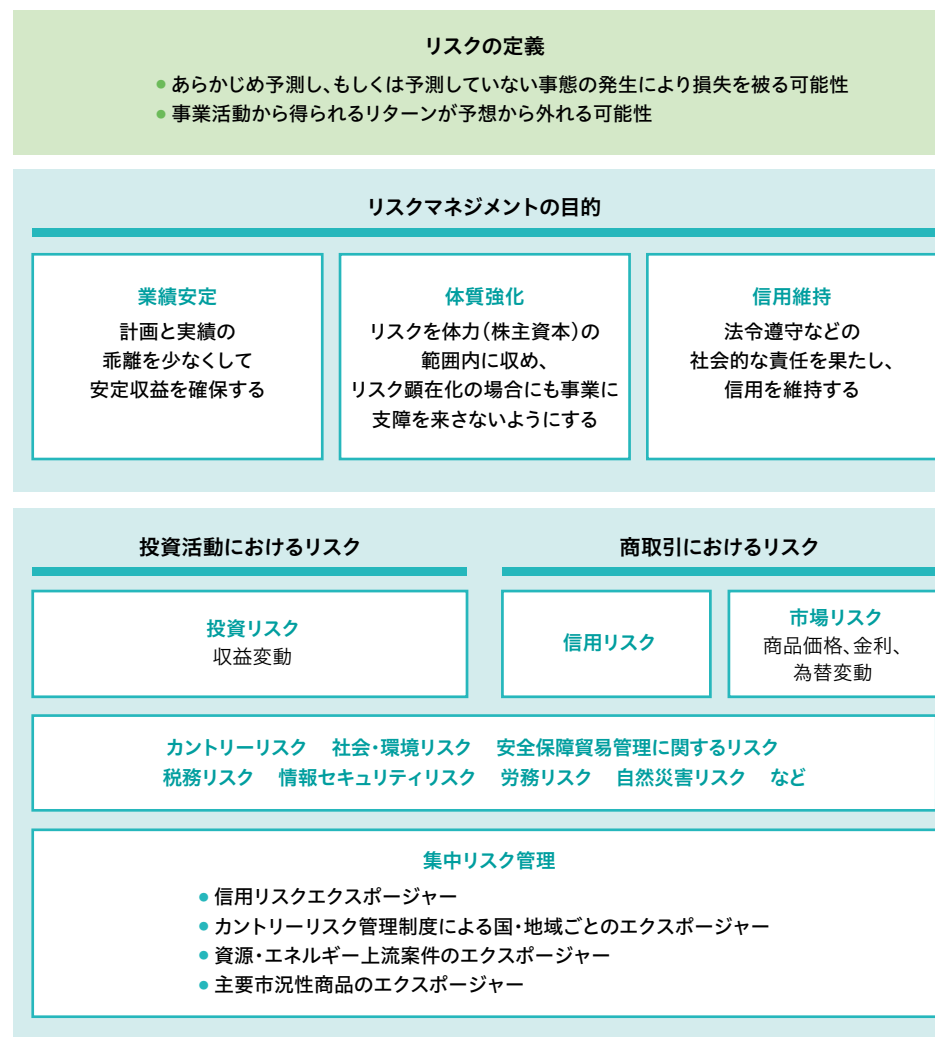 リスクの定義
● あらかじめ予測し、もしくは予測していない事態の発生により損失を被る可能性
● 事業活動から得られるリターンが予想から外れる可能性
リスクマネジメントの目的
業績安定
計画と実績の
乖離を少なくして
安定収益を確保する
体質強化
リスクを体力（株主資本）の
範囲内に収め、
リスク顕在化の場合にも事業に
支障を来さないようにする
信用維持
法令遵守などの
社会的な責任を果たし、
信用を維持する
投資活動におけるリスク
投資リスク
収益変動
商取引におけるリスク
信用リスク
市場リスク
商品価格、金利、
為替変動
カントリーリスク 社会・環境リスク 安全保障貿易管理に関するリスク
税務リスク 情報セキュリティリスク 労務リスク 自然災害リスク など
集中リスク管理
● 信用リスクエクスポージャー
● カントリーリスク管理制度による国・地域ごとのエクスポージャー
● 資源・エネルギー上流案件のエクスポージャー
● 主要市況性商品のエクスポージャー